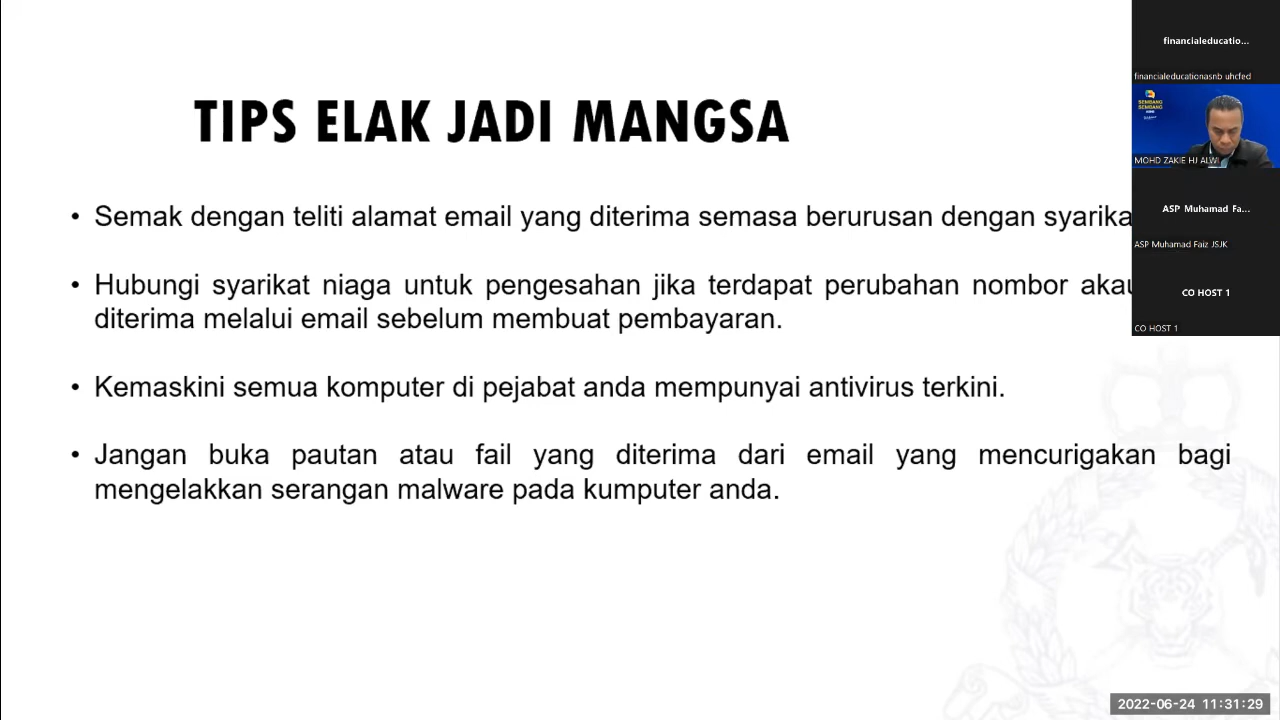 TIPS ELAK JADI MANGSA
• Semak dengan teliti alamat email yang diterima semasa berurusan dengan
• Hubungi syarikat niaga untuk pengesahan jika terdapat perubahan nombor
diterima melalui email sebelum membuat pembayaran.
• Kemaskini semua komputer di pejabat anda mempunyai antivirus terkini.
• Jangan buka pautan atau fail yang diterima dari email yang mencurigakan bagi
mengelakkan serangan malware pada kumputer anda.
financialeducatio...
financialeducationasnb uhcfed
SEMBANG
SEMBANG
MOHD ZAKIE HJ ALWI
ASP Muhamad Fa...
ASP Muhamad Faiz JSJK
CO HOST 1
CO HOST 1
2022-06-24 11:31:29